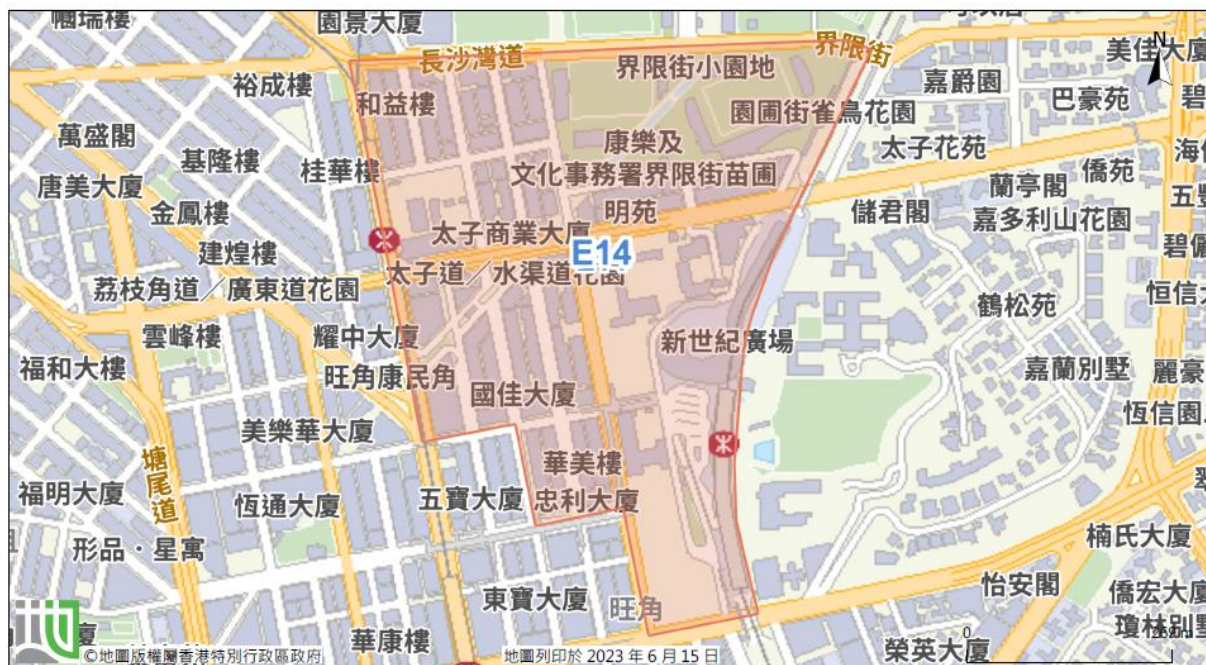 園景大廈
美佳大廈
裕成樓
長沙灣道
界限街
N
界限街小園地
嘉爵園
巴豪苑
和益樓
園圃街雀鳥花園
萬盛閣
基隆樓
康樂及
文化事務署界限街苗圃
太子花苑
桂華樓
蘭亭閣
僑苑
唐美大廈
金鳳樓
明苑
儲君閣
嘉多利山花園
太子商業大廈
建煌樓
E14
荔枝角道／廣東道花園
太子道／水渠道花園
鶴松苑
雲峰樓
耀中大廈
新世紀廣場
福和大樓
旺角康民角
嘉蘭別墅
麗豪
國佳大廈
美樂華大廈
恆信園
塘尾道
華美樓
福明大廈
恆通大廈
五寶大廈
忠利大廈
形品．星寓
楠氏大廈
怡安閣
東寶大廈
旺角
僑宏大廈
瓊林別墅
華康樓
榮英大廈
0
©地圖版權屬香港特別行政區政府
地圖列印於 2023 年 6 月 15 日